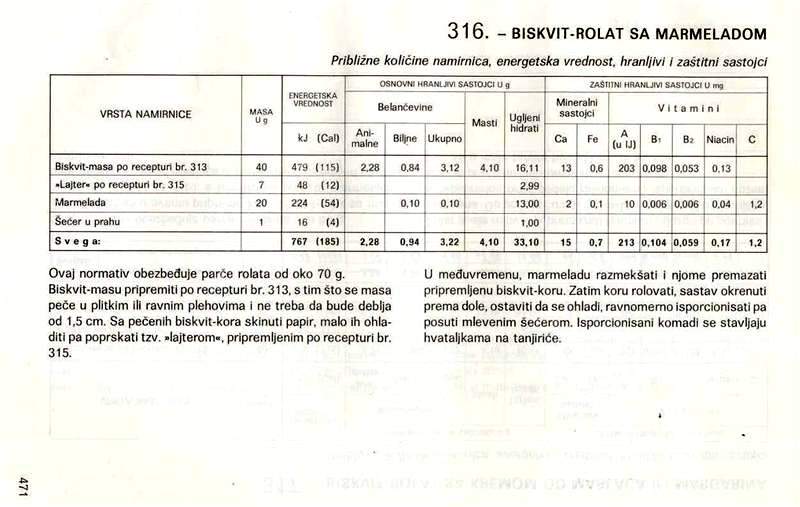 316. – BISKVIT-ROLAT SA MARMELADOM
Približne količine namirnica, energetska vrednost, hranljivi i zaštitni sastojci
VRSTA NAMIRNICE MASA U g ENERGETSKA VREDNOST OSNOVNI HRANLJIVI SASTOJCI U g ZAŠTITNI HRANLJIVI SASTOJCI U mg
Belančevine Masti Ugljeni hidrati Mineralni sastojci Vitamini
kJ (Cal) Ani-malne Biljne Ukupno Ca Fe A (u IJ) B1 B2 Niacin C
Biskvit-masa po recepturi br. 313 40 479 (115) 2,28 0,84 3,12 4,10 16,11 13 0,6 203 0,098 0,053 0,13
»Lajter« po recepturi br. 315 7 48 (12) 2,99
Marmelada 20 224 (54) 0,10 0,10 13,00 2 0,1 10 0,006 0,006 0,04 1,2
Šećer u prahu 1 16 (4) 1,00
Svega: 767 (185) 2,28 0,94 3,22 4,10 33,10 15 0,7 213 0,104 0,059 0,17 1,2
Ovaj normativ obezbeđuje parče rolata od oko 70 g.
Biskvit-masu pripremiti po recepturi br. 313, s tim što se masa
peče u plitkim ili ravnim plehovima i ne treba da bude deblja
od 1,5 cm. Sa pečenih biskvit-kora skinuti papir, malo ih ohla-
diti pa poprskati tzv. »lajterom«, pripremljenim po recepturi br.
315.
U međuvremenu, marmeladu razmekšati i njome premazati
pripremljenu biskvit-koru. Zatim koru rolovati, sastav okrenuti
prema dole, ostaviti da se ohladi, ravnomerno isporcionisati pa
posuti mlevenim šećerom. Isporcionisani komadi se stavljaju
hvataljkama na tanjiriće.
471